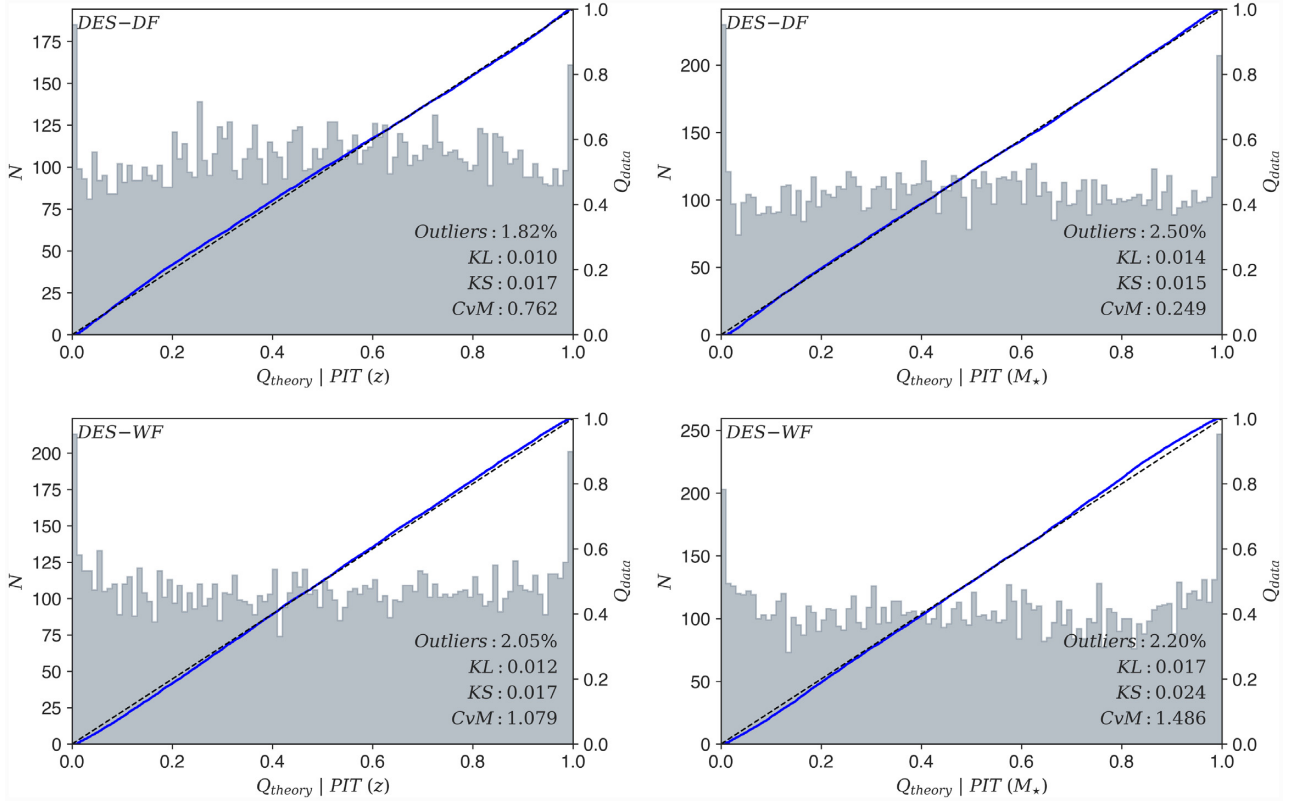 DES−DF
N
175
150
125
100
75
50
25
0
1.0
0.8
0.6
0.4
0.2
0.0
Q_data
Outliers : 1.82%
KL : 0.010
KS : 0.017
CvM : 0.762
0.0 0.2 0.4 0.6 0.8 1.0
Q_theory | PIT (z)
DES−DF
N
200
150
100
50
0
1.0
0.8
0.6
0.4
0.2
0.0
Q_data
Outliers : 2.50%
KL : 0.014
KS : 0.015
CvM : 0.249
0.0 0.2 0.4 0.6 0.8 1.0
Q_theory | PIT (M⋆)
DES−WF
N
200
175
150
125
100
75
50
25
0
1.0
0.8
0.6
0.4
0.2
0.0
Q_data
Outliers : 2.05%
KL : 0.012
KS : 0.017
CvM : 1.079
0.0 0.2 0.4 0.6 0.8 1.0
Q_theory | PIT (z)
DES−WF
N
250
200
150
100
50
0
1.0
0.8
0.6
0.4
0.2
0.0
Q_data
Outliers : 2.20%
KL : 0.017
KS : 0.024
CvM : 1.486
0.0 0.2 0.4 0.6 0.8 1.0
Q_theory | PIT (M⋆)